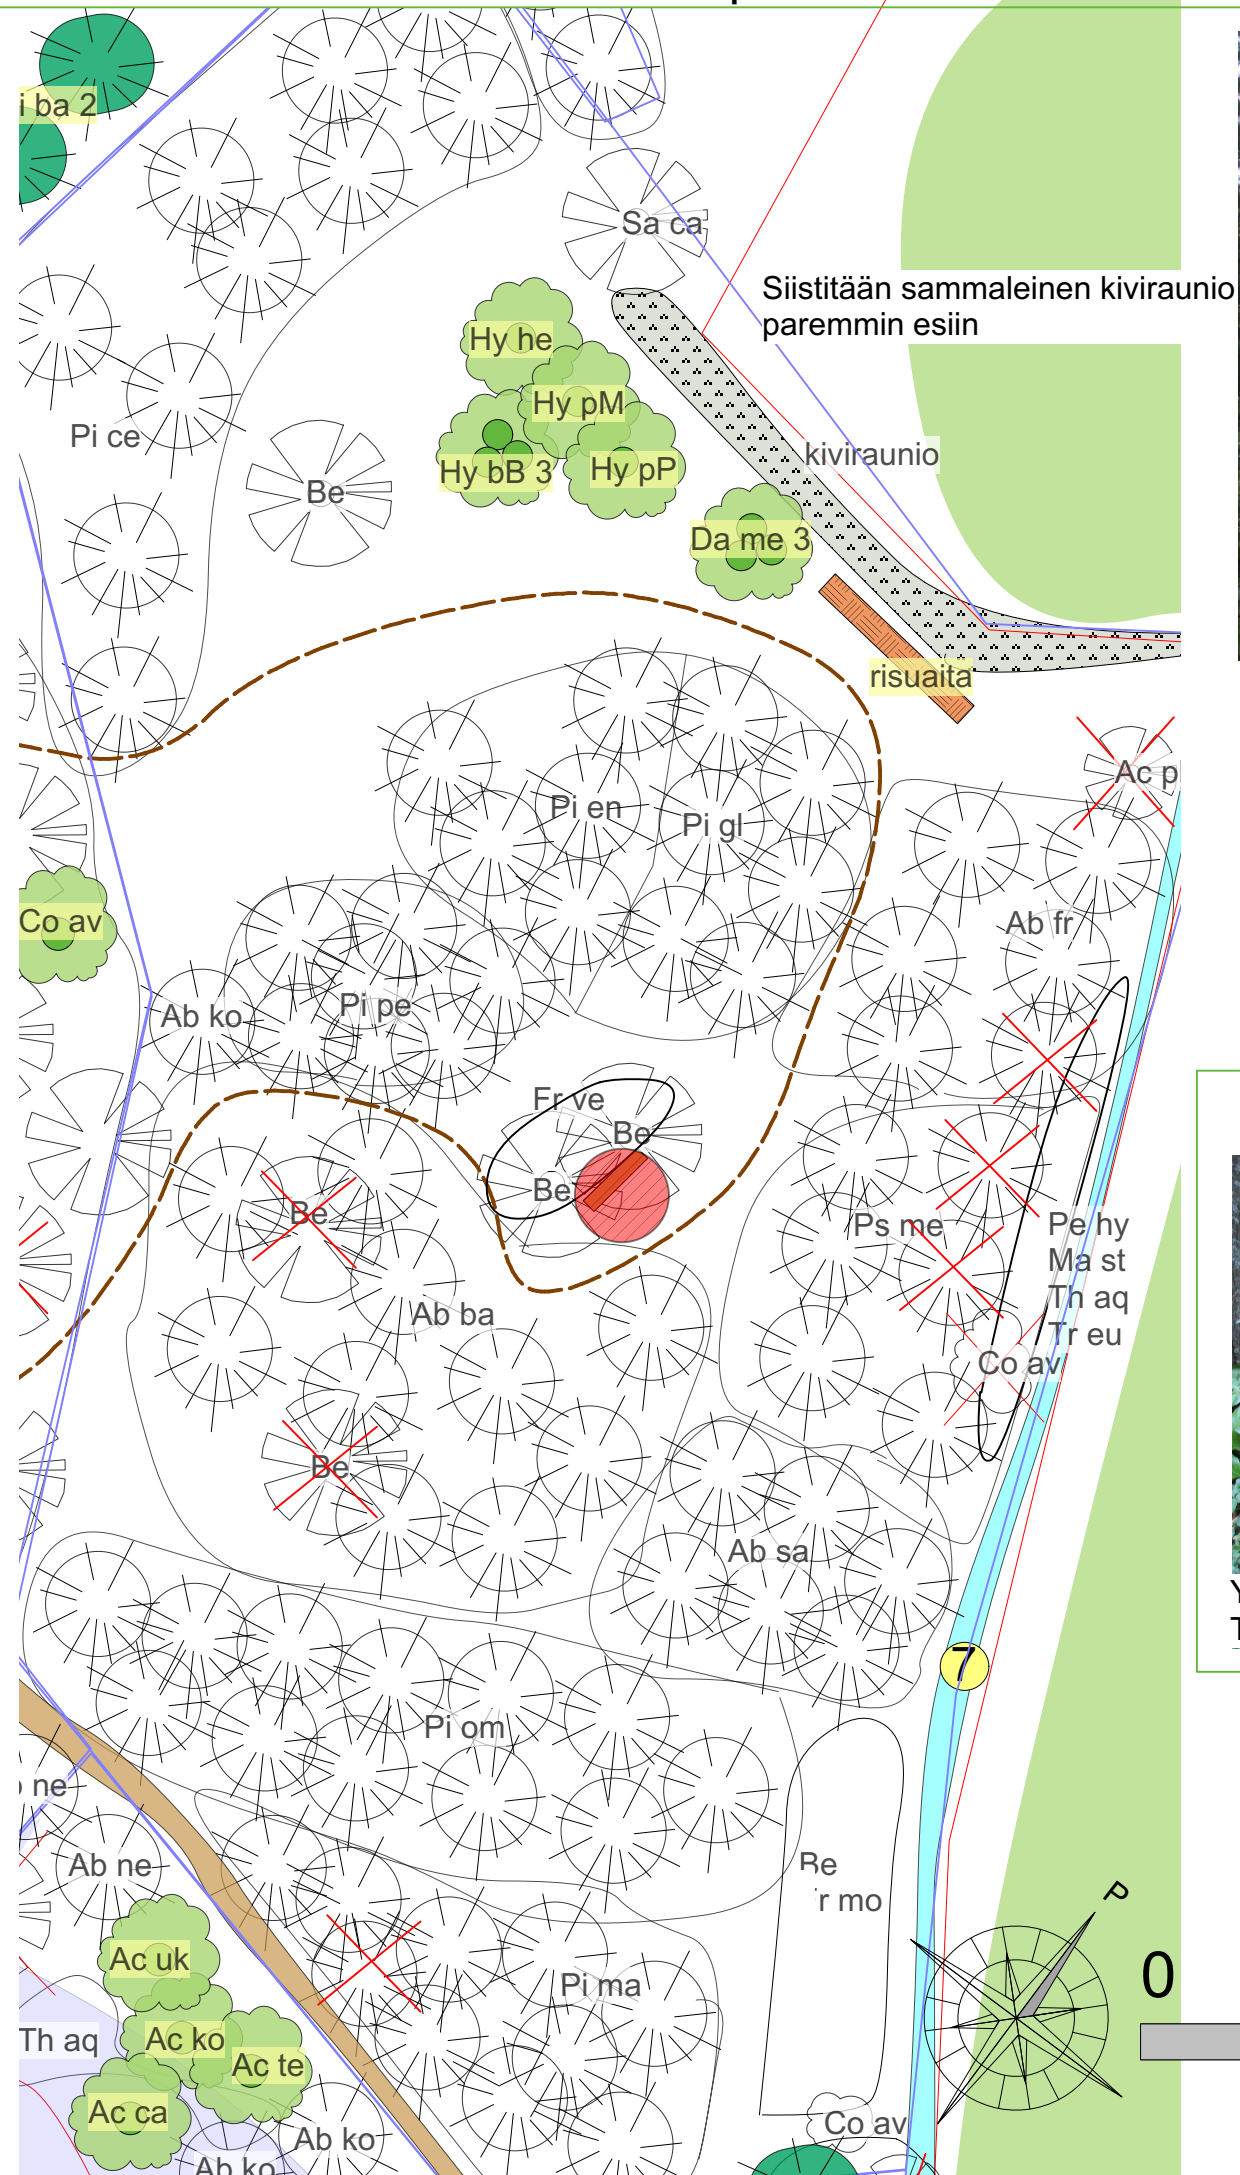 i ba 2
Sa ca
Siistitään sammaleinen kiviraunio
paremmin esiin
Hy he
Hy pM
Pi ce
kiviraunio
Hy bB 3
Hy pP
Be
Da me 3
risuaita
Ac p
Pi en
Pi gl
Co av
Ab fr
Pi pe
Ab ko
Fr ve
Be
Be
Be
Ps me
Pe hy
Ma st
Th aq
Tr eu
Ab ba
Co av
Be
Ab sa
7
Pi om
ne
Ab ne
r mo
P
Ac uk
0
Pi ma
Th aq
Ac ko
Ac te
Ac ca
Co av
Ab ko
Ab ko